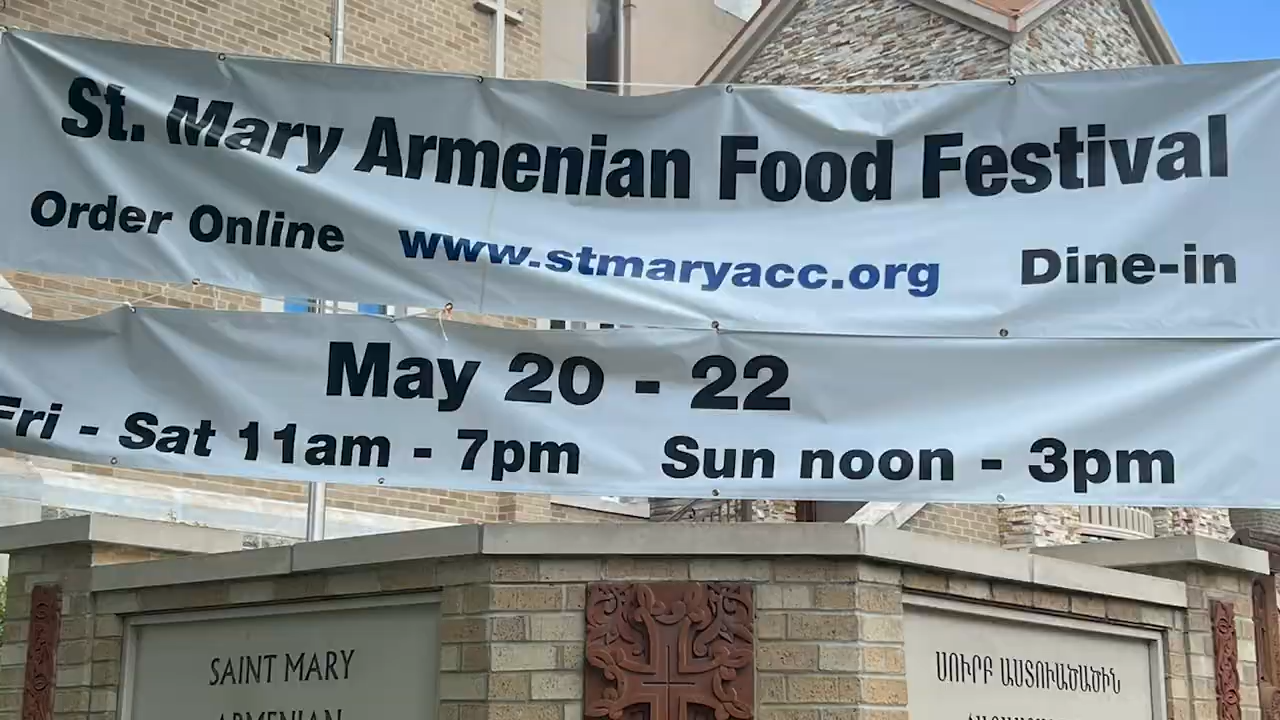 St. Mary Armenian Food Festival
Order Online www.stmaryacc.org Dine-in
May 20 - 22
Fri - Sat 11am - 7pm Sun noon - 3pm
SAINT MARY
ARMENIAN
ՍՈՒՐԲ ԱՍՏՈՒԱԾԱԾԻՆ